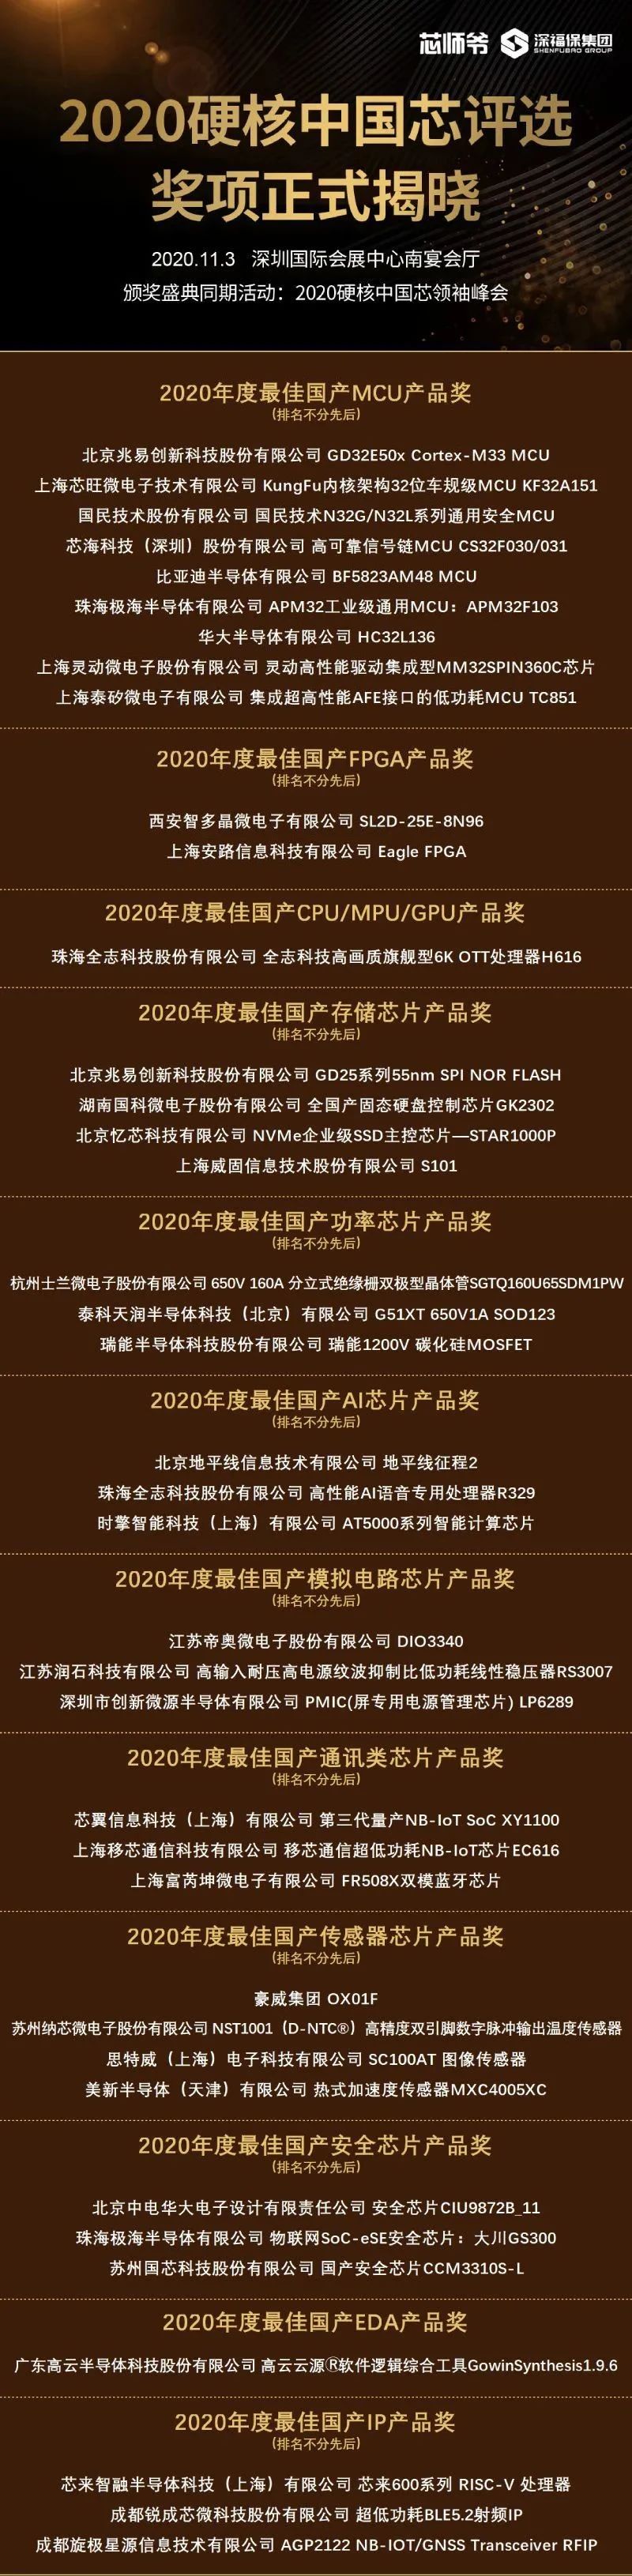 芯师爷 深福保集团
SHENFUBAO GROUP
2020硬核中国芯评选
奖项正式揭晓
2020.11.3 深圳国际会展中心南宴会厅
颁奖盛典同期活动：2020硬核中国芯领袖峰会
2020年度最佳国产MCU产品奖
(排名不分先后)
北京兆易创新科技股份有限公司 GD32E50x Cortex-M33 MCU
上海芯旺微电子技术有限公司 KungFu内核架构32位车规级MCU KF32A151
国民技术股份有限公司 国民技术N32G/N32L系列通用安全MCU
芯海科技（深圳）股份有限公司 高可靠信号链MCU CS32F030/031
比亚迪半导体有限公司 BF5823AM48 MCU
珠海极海半导体有限公司 APM32工业级通用MCU：APM32F103
华大半导体有限公司 HC32L136
上海灵动微电子股份有限公司 灵动高性能驱动集成型MM32SPIN360C芯片
上海泰矽微电子有限公司 集成超高性能AFE接口的低功耗MCU TC851
2020年度最佳国产FPGA产品奖
(排名不分先后)
西安智多晶微电子有限公司 SL2D-25E-8N96
上海安路信息科技有限公司 Eagle FPGA
2020年度最佳国产CPU/MPU/GPU产品奖
珠海全志科技股份有限公司 全志科技高画质旗舰型6K OTT处理器H616
2020年度最佳国产存储芯片产品奖
(排名不分先后)
北京兆易创新科技股份有限公司 GD25系列55nm SPI NOR FLASH
湖南国科微电子股份有限公司 全国产固态硬盘控制芯片GK2302
北京忆芯科技有限公司 NVMe企业级SSD主控芯片—STAR1000P
上海威固信息技术股份有限公司 S101
2020年度最佳国产功率芯片产品奖
(排名不分先后)
杭州士兰微电子股份有限公司 650V 160A 分立式绝缘栅双极型晶体管SGTQ160U65SDM1PW
泰科天润半导体科技（北京）有限公司 G51XT 650V1A SOD123
瑞能半导体科技股份有限公司 瑞能1200V 碳化硅MOSFET
2020年度最佳国产AI芯片产品奖
(排名不分先后)
北京地平线信息技术有限公司 地平线征程2
珠海全志科技股份有限公司 高性能AI语音专用处理器R329
时擎智能科技（上海）有限公司 AT5000系列智能计算芯片
2020年度最佳国产模拟电路芯片产品奖
(排名不分先后)
江苏帝奥微电子股份有限公司 DIO3340
江苏润石科技有限公司 高输入耐压高电源纹波抑制比低功耗线性稳压器RS3007
深圳市创新微源半导体有限公司 PMIC(屏专用电源管理芯片) LP6289
2020年度最佳国产通讯类芯片产品奖
(排名不分先后)
芯翼信息科技（上海）有限公司 第三代量产NB-IoT SoC XY1100
上海移芯通信科技有限公司 移芯通信超低功耗NB-IoT芯片EC616
上海富芮坤微电子有限公司 FR508X双模蓝牙芯片
2020年度最佳国产传感器芯片产品奖
(排名不分先后)
豪威集团 OX01F
苏州纳芯微电子股份有限公司 NST1001（D-NTC®）高精度双引脚数字脉冲输出温度传感器
思特威（上海）电子科技有限公司 SC100AT 图像传感器
美新半导体（天津）有限公司 热式加速度传感器MXC4005XC
2020年度最佳国产安全芯片产品奖
(排名不分先后)
北京中电华大电子设计有限责任公司 安全芯片CIU9872B_11
珠海极海半导体有限公司 物联网SoC-eSE安全芯片：大川GS300
苏州国芯科技股份有限公司 国产安全芯片CCM3310S-L
2020年度最佳国产EDA产品奖
广东高云半导体科技股份有限公司 高云云源®软件逻辑综合工具GowinSynthesis1.9.6
2020年度最佳国产IP产品奖
(排名不分先后)
芯来智融半导体科技（上海）有限公司 芯来600系列 RISC-V 处理器
成都锐成芯微科技股份有限公司 超低功耗BLE5.2射频IP
成都旋极星源信息技术有限公司 AGP2122 NB-IOT/GNSS Transceiver RFIP